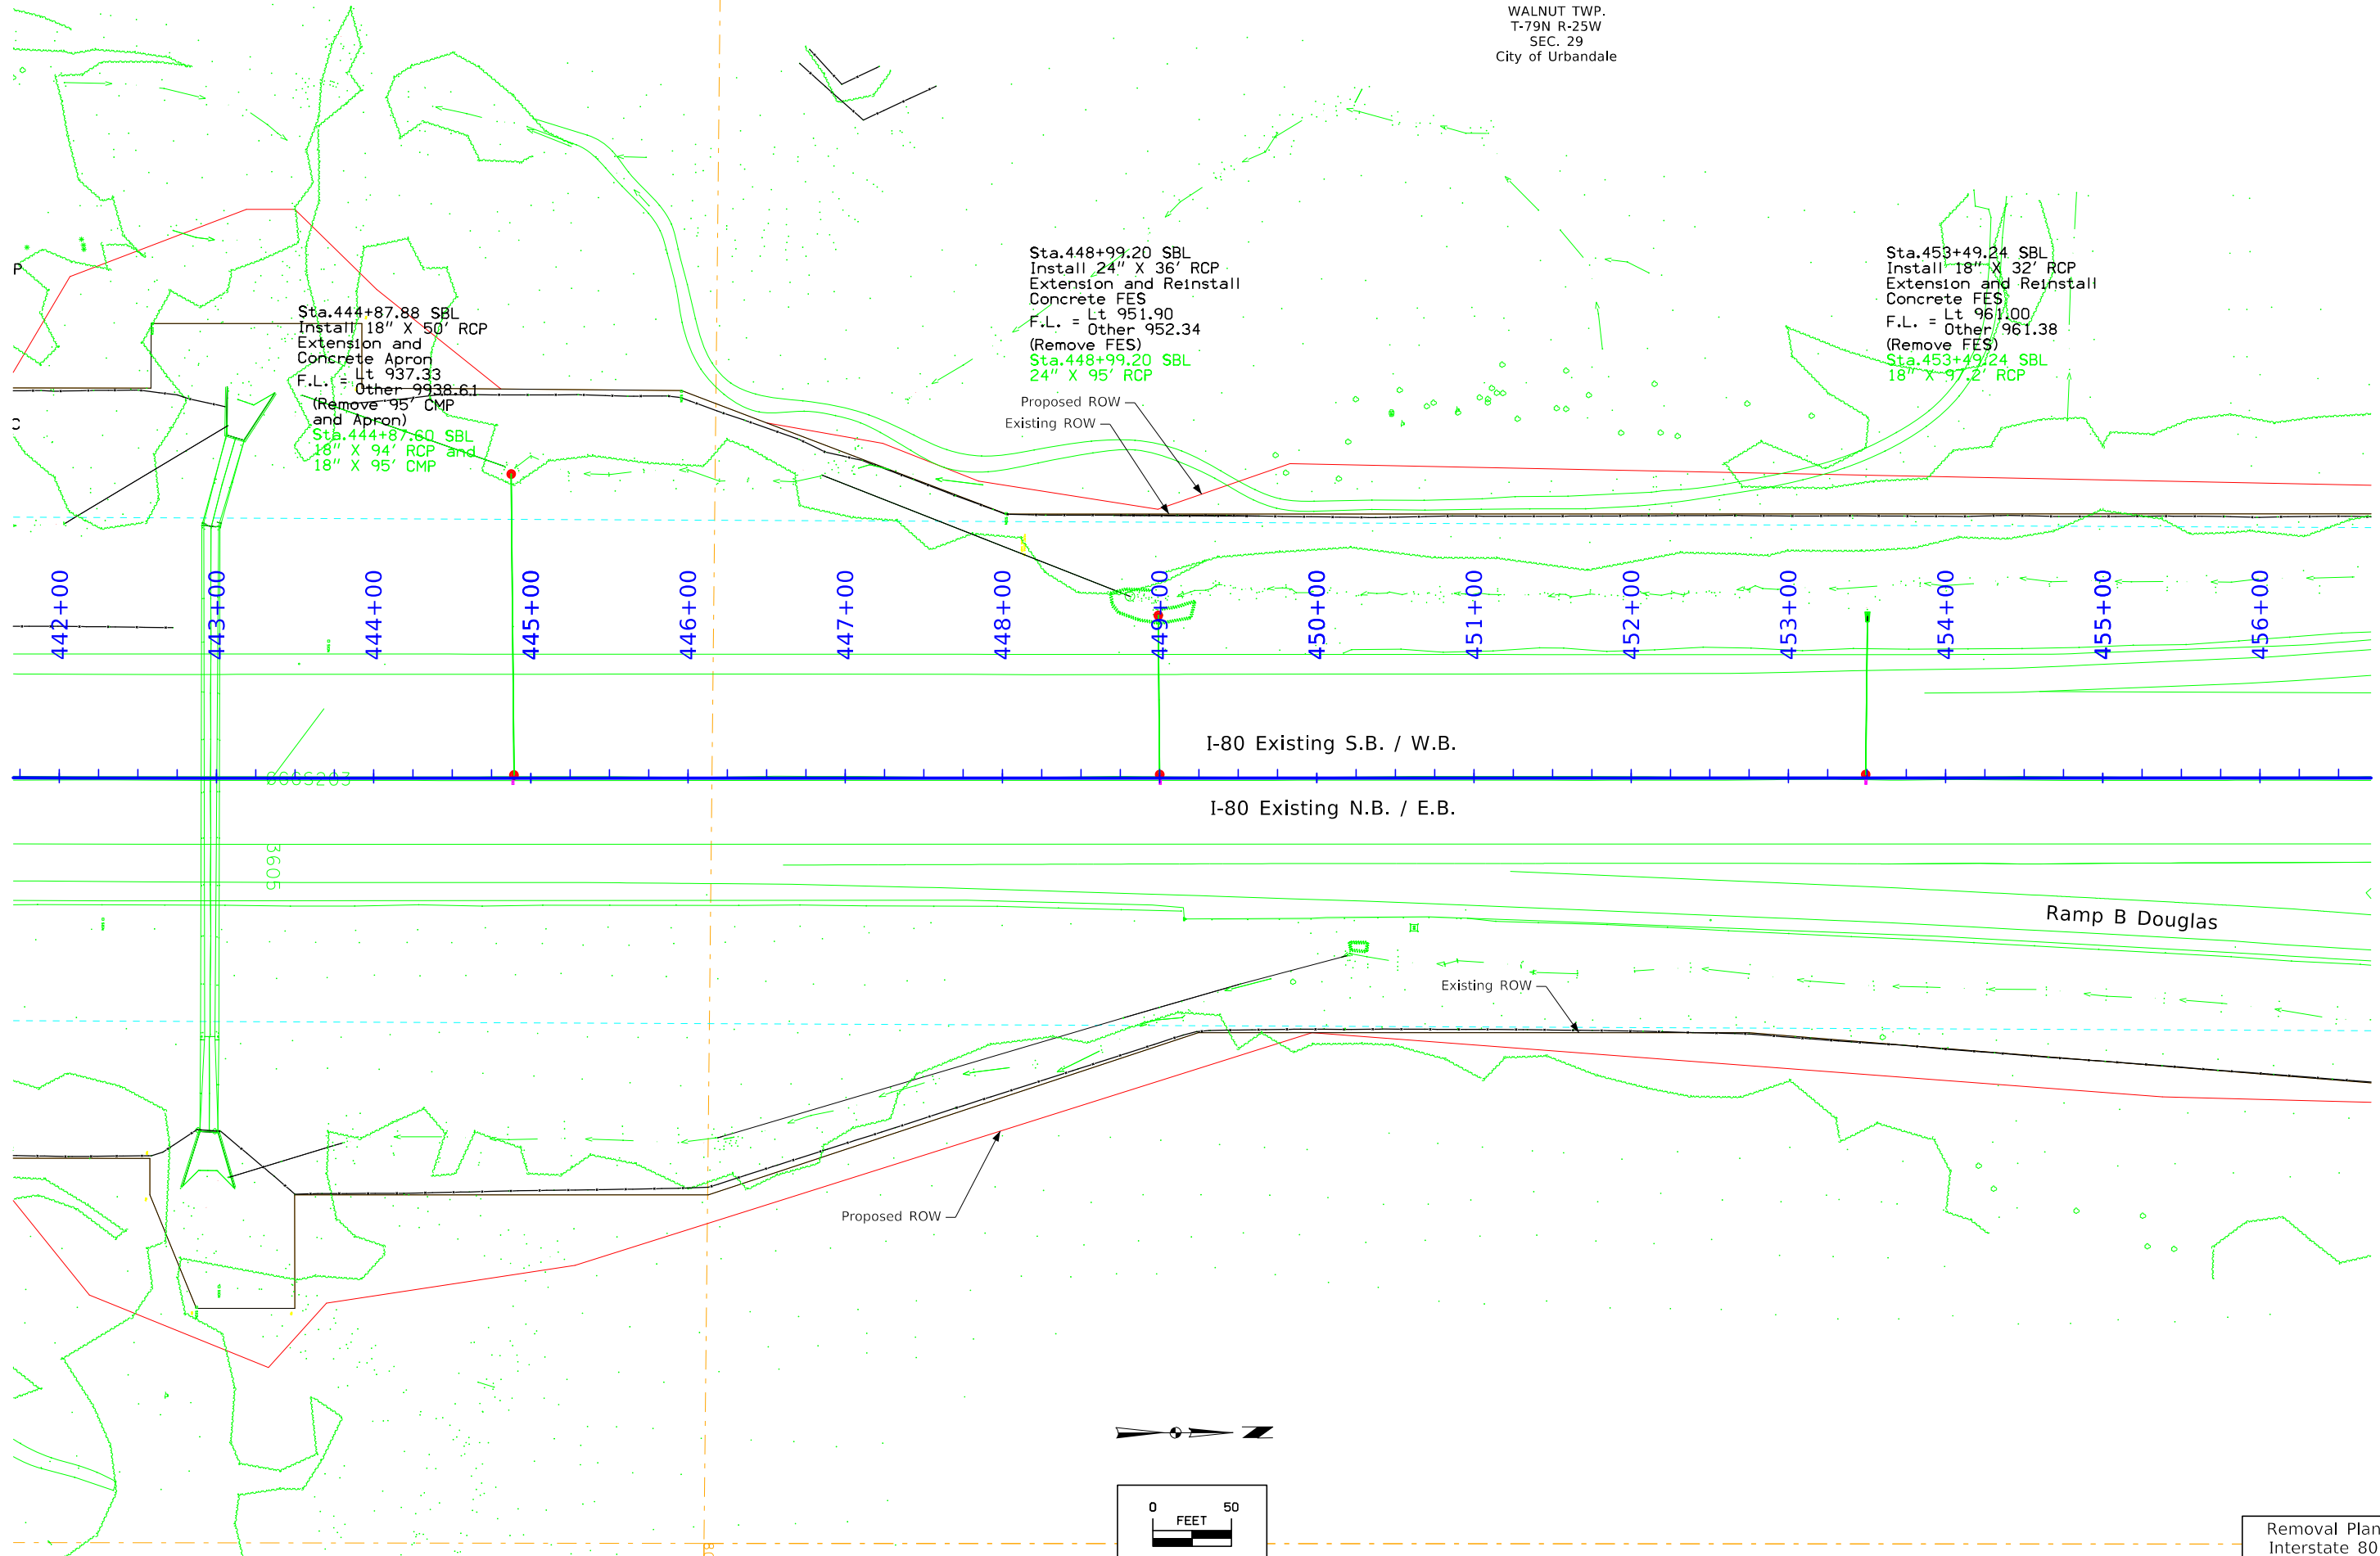 WALNUT TWP.
T-79N R-25W
SEC. 29
City of Urbandale
P
C
Sta.444+87.88 SBL
Install 18" X 50' RCP
Extension and
Concrete Apron
F.L. = Lt 937.33
Other 9938.61
(Remove 95' CMP
and Apron)
Sta.444+87.60 SBL
18" X 94' RCP and
18" X 95' CMP
Sta.448+99.20 SBL
Install 24" X 36' RCP
Extension and Reinstall
Concrete FES
F.L. = Lt 951.90
Other 952.34
(Remove FES)
Sta.448+99.20 SBL
24" X 95' RCP
Sta.453+49.24 SBL
Install 18" X 32' RCP
Extension and Reinstall
Concrete FES
F.L. = Lt 961.00
Other 961.38
(Remove FES)
Sta.453+49.24 SBL
18" X 97.2' RCP
Proposed ROW
Existing ROW
442+00
443+00
444+00
445+00
446+00
447+00
448+00
449+00
450+00
451+00
452+00
453+00
454+00
455+00
456+00
I-80 Existing S.B. / W.B.
I-80 Existing N.B. / E.B.
3605
Ramp B Douglas
Existing ROW
Proposed ROW
0 50
FEET
Removal Plan
Interstate 80